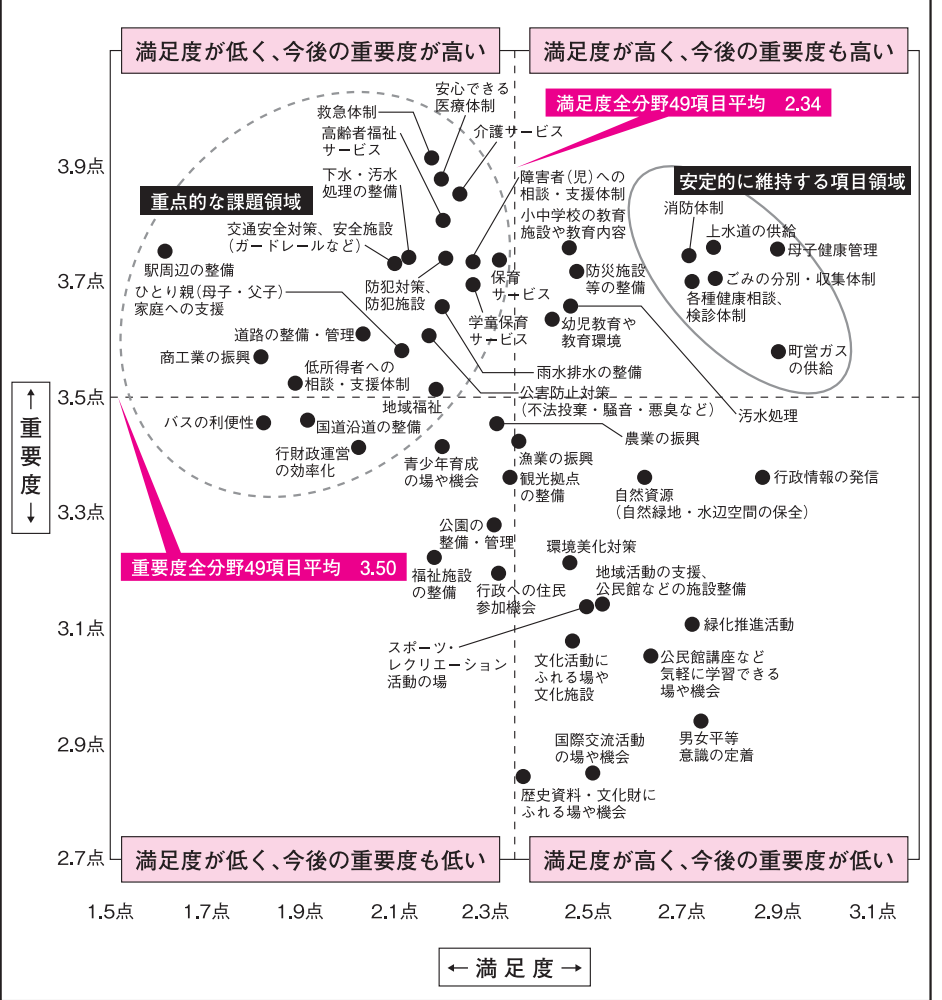 満足度が低く、今後の重要度が高い
満足度が高く、今後の重要度も高い
満足度全分野49項目平均 2.34
安心できる
医療体制
救急体制
高齢者福祉
サービス
介護サービス
下水・汚水
処理の整備
障害者(児)への
相談・支援体制
重点的な課題領域
安定的に維持する項目領域
小中学校の教育
施設や教育内容
消防体制
上水道の供給
交通安全対策、安全施設
(ガードレールなど)
母子健康管理
駅周辺の整備
防犯対策、
防犯施設
保育
サービス
防災施設
等の整備
ごみの分別・収集体制
各種健康相談、
検診体制
ひとり親(母子・父子)
家庭への支援
学童保育
サービス
幼児教育や
教育環境
道路の整備・管理
商工業の振興
町営ガス
の供給
低所得者への
相談・支援体制
雨水排水の整備
地域福祉
公害防止対策
(不法投棄・騒音・悪臭など)
汚水処理
バスの利便性
国道沿道の整備
農業の振興
行財政運営
の効率化
青少年育成
の場や機会
漁業の振興
観光拠点
の整備
自然資源
(自然緑地・水辺空間の保全)
行政情報の発信
公園の
整備・管理
環境美化対策
重要度全分野49項目平均 3.50
福祉施設
の整備
行政への住民
参加機会
地域活動の支援、
公民館などの施設整備
緑化推進活動
スポーツ・
レクリエーション
活動の場
文化活動に
ふれる場や
文化施設
公民館講座など
気軽に学習できる
場や機会
男女平等
意識の定着
国際交流活動
の場や機会
歴史資料・文化財に
ふれる場や機会
満足度が低く、今後の重要度も低い
満足度が高く、今後の重要度が低い
3.9点
3.7点
3.5点
3.3点
3.1点
2.9点
2.7点
←重要度→
1.5点 1.7点 1.9点 2.1点 2.3点 2.5点 2.7点 2.9点 3.1点
←満足度→